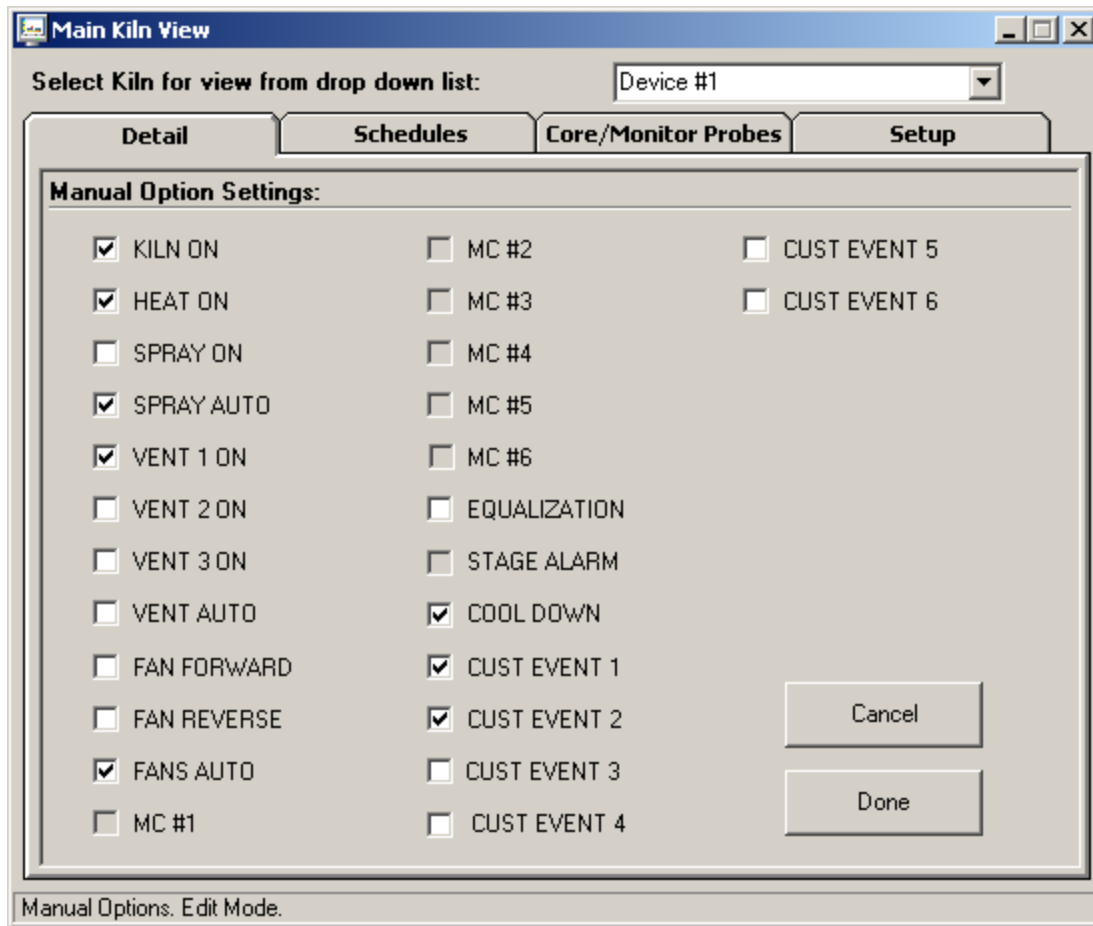 Main Kiln View
Select Kiln for view from drop down list:
Device #1
Detail
Schedules
Core/Monitor Probes
Setup
Manual Option Settings:
KILN ON
HEAT ON
SPRAY ON
SPRAY AUTO
VENT 1 ON
VENT 2 ON
VENT 3 ON
VENT AUTO
FAN FORWARD
FAN REVERSE
FANS AUTO
MC #1
MC #2
MC #3
MC #4
MC #5
MC #6
EQUALIZATION
STAGE ALARM
COOL DOWN
CUST EVENT 1
CUST EVENT 2
CUST EVENT 3
CUST EVENT 4
CUST EVENT 5
CUST EVENT 6
Cancel
Done
Manual Options. Edit Mode.